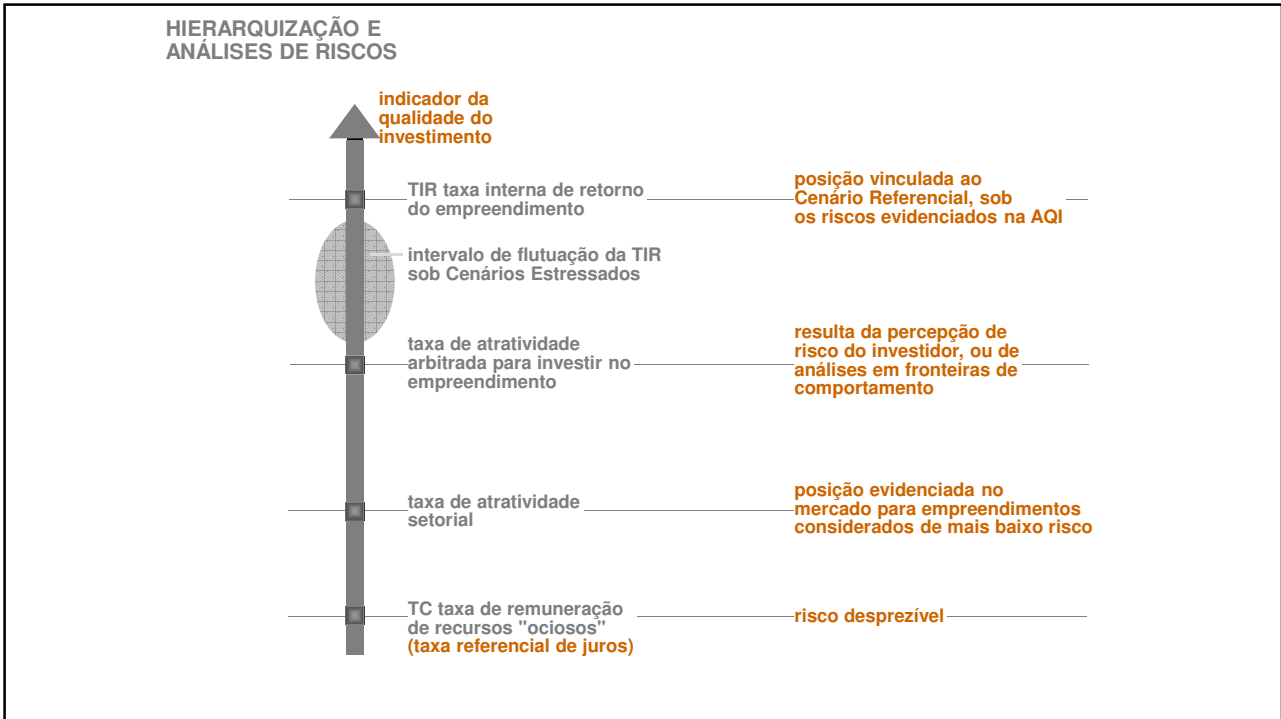 HIERARQUIZAÇÃO E
ANÁLISES DE RISCOS
indicador da
qualidade do
investimento
TIR taxa interna de retorno
do empreendimento
posição vinculada ao
Cenário Referencial, sob
os riscos evidenciados na AQI
intervalo de flutuação da TIR
sob Cenários Estressados
taxa de atratividade
arbitrada para investir no
empreendimento
resulta da percepção de
risco do investidor, ou de
análises em fronteiras de
comportamento
taxa de atratividade
setorial
posição evidenciada no
mercado para empreendimentos
considerados de mais baixo risco
TC taxa de remuneração
de recursos "ociosos"
(taxa referencial de juros)
risco desprezível